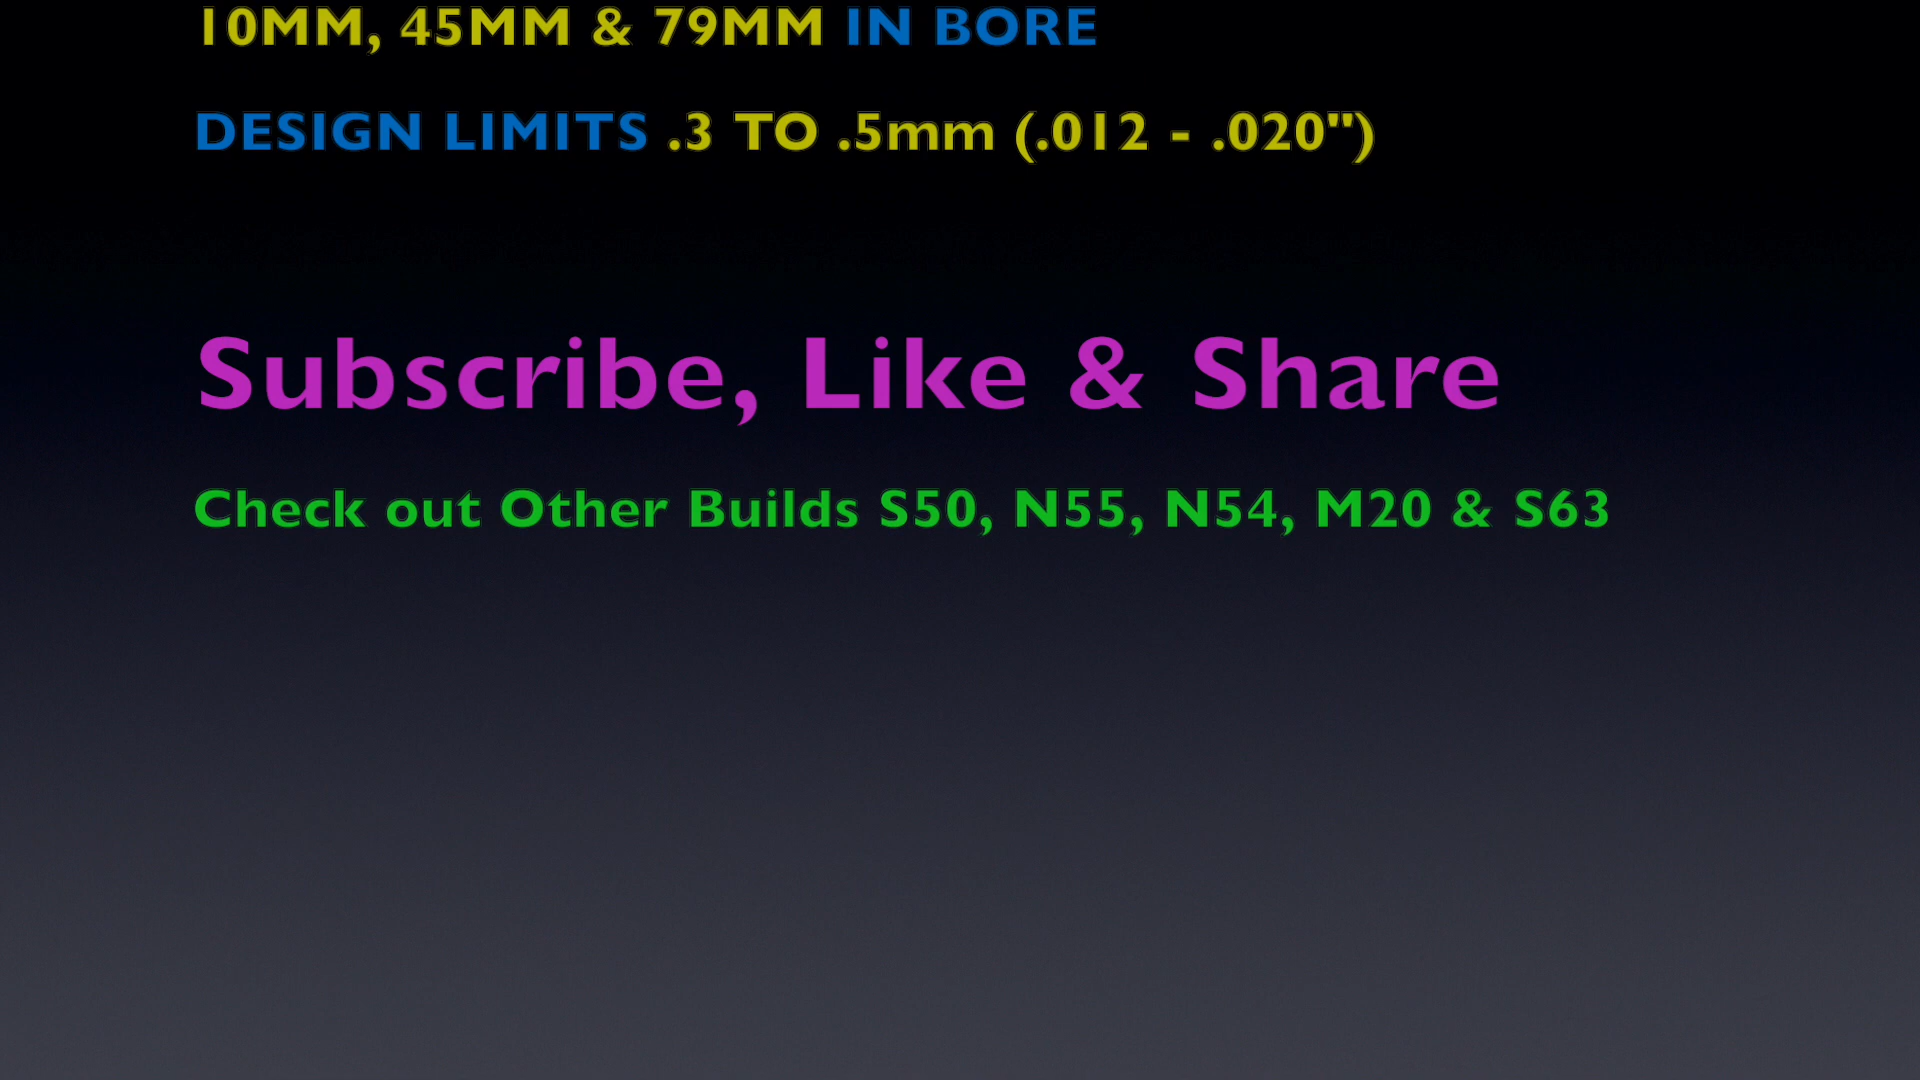 10MM, 45MM & 79MM IN BORE
DESIGN LIMITS .3 TO .5mm (.012 - .020")
Subscribe, Like & Share
Check out Other Builds S50, N55, N54, M20 & S63